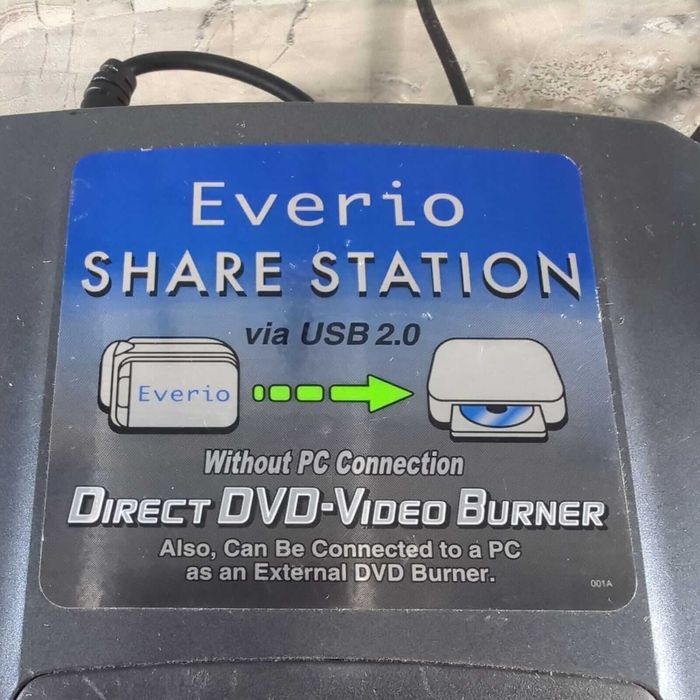 Everio
SHARE STATION
via USB 2.0
Everio
Without PC Connection
DIRECT DVD-VIDEO BURNER
Also, Can Be Connected to a PC
as an External DVD Burner.
001A